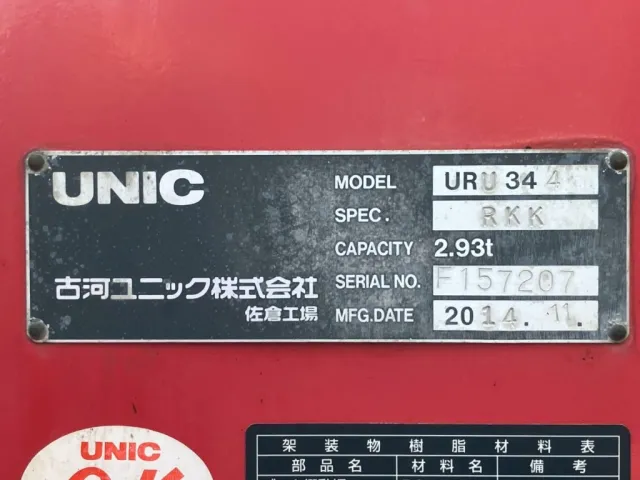 UNIC
古河ユニック株式会社
佐倉工場
MODEL URU344
SPEC. RKK
CAPACITY 2.93t
SERIAL NO. F157207
MFG.DATE 2014.11.
UNIC
架装物樹脂材料表
部品名 材料名 備考